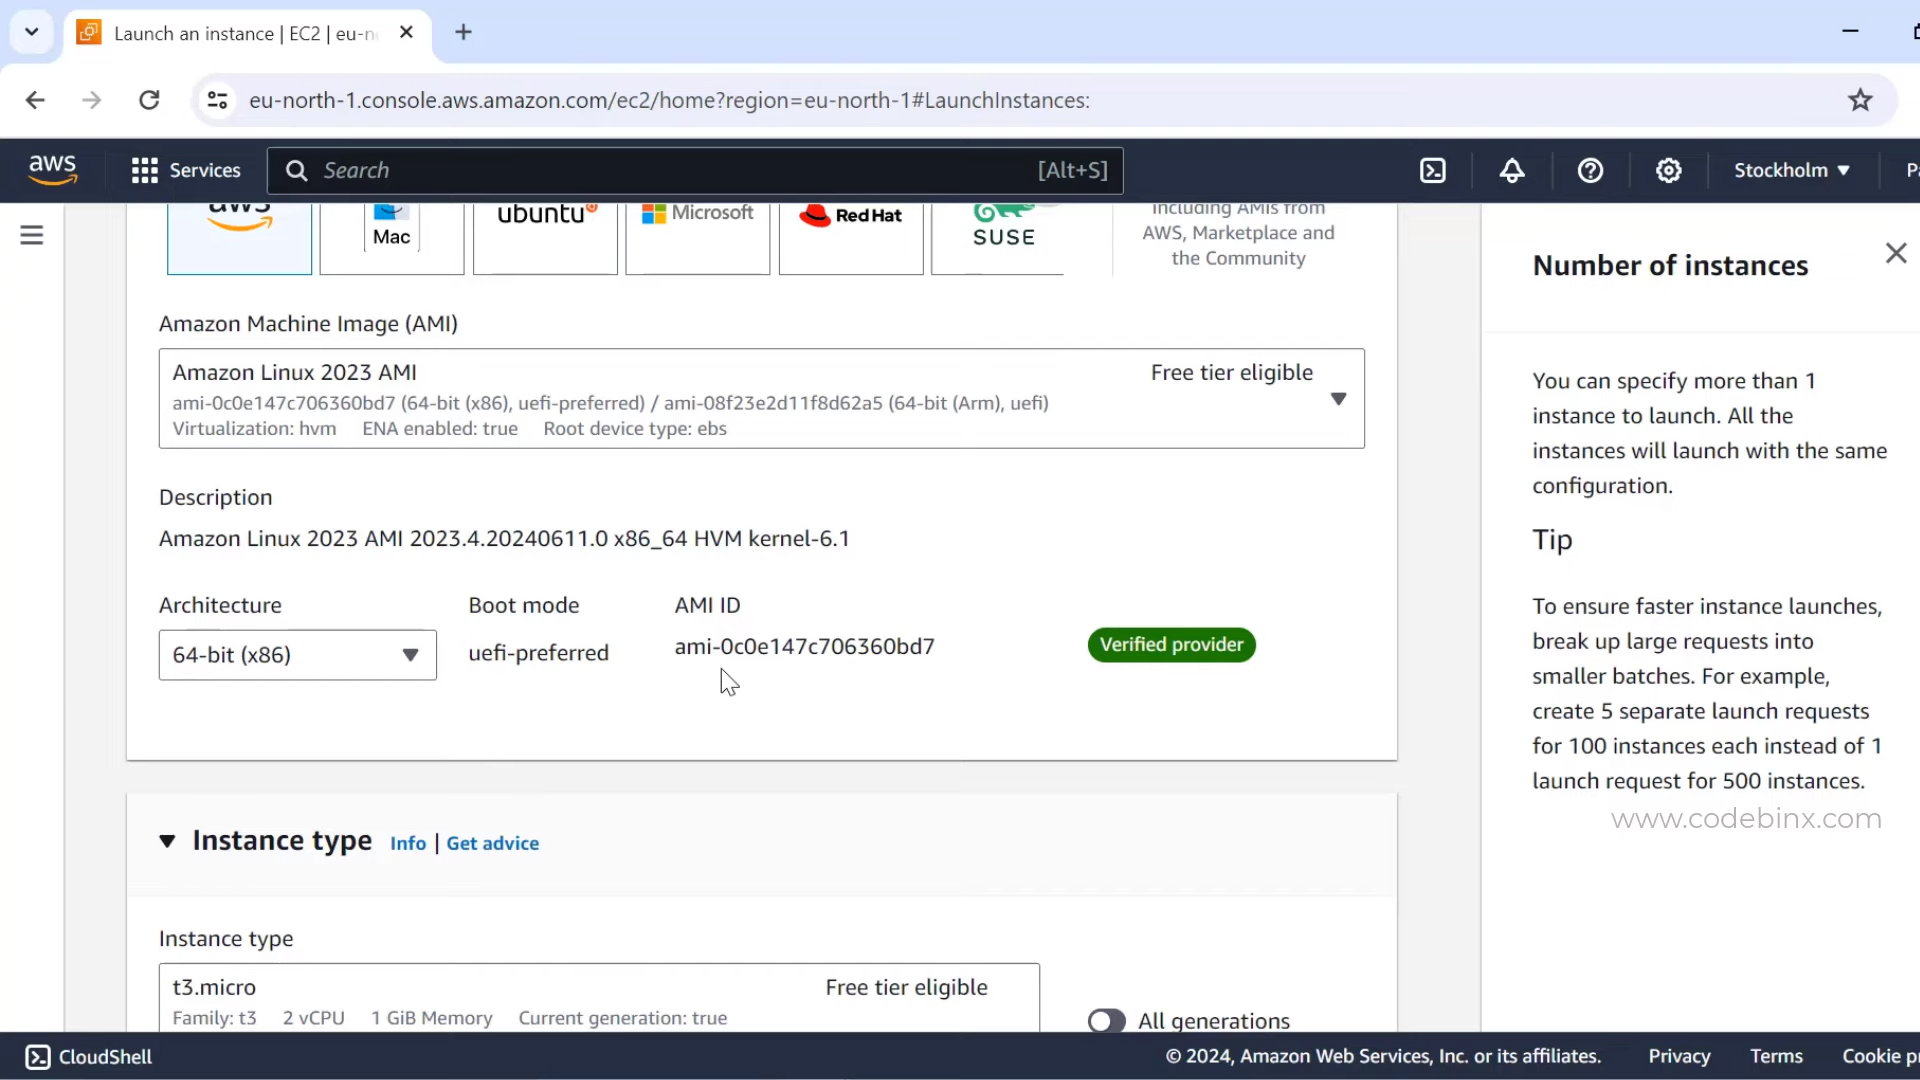 Launch an instance | EC2 | eu-n
eu-north-1.console.aws.amazon.com/ec2/home?region=eu-north-1#LaunchInstances:
aws Services Search [Alt+S] Stockholm
aws Mac ubuntu Microsoft Red Hat SUSE
Including AMIs from
AWS, Marketplace and
the Community
Amazon Machine Image (AMI)
Amazon Linux 2023 AMI Free tier eligible
ami-0c0e147c706360bd7 (64-bit (x86), uefi-preferred) / ami-08f23e2d11f8d62a5 (64-bit (Arm), uefi)
Virtualization: hvm ENA enabled: true Root device type: ebs
Description
Amazon Linux 2023 AMI 2023.4.20240611.0 x86_64 HVM kernel-6.1
Architecture Boot mode AMI ID
64-bit (x86) uefi-preferred ami-0c0e147c706360bd7 Verified provider
Instance type Info | Get advice
Instance type
t3.micro Free tier eligible
Family: t3 2 vCPU 1 GiB Memory Current generation: true
All generations
Number of instances
You can specify more than 1
instance to launch. All the
instances will launch with the same
configuration.
Tip
To ensure faster instance launches,
break up large requests into
smaller batches. For example,
create 5 separate launch requests
for 100 instances each instead of 1
launch request for 500 instances.
www.codebinx.com
CloudShell © 2024, Amazon Web Services, Inc. or its affiliates. Privacy Terms Cookie